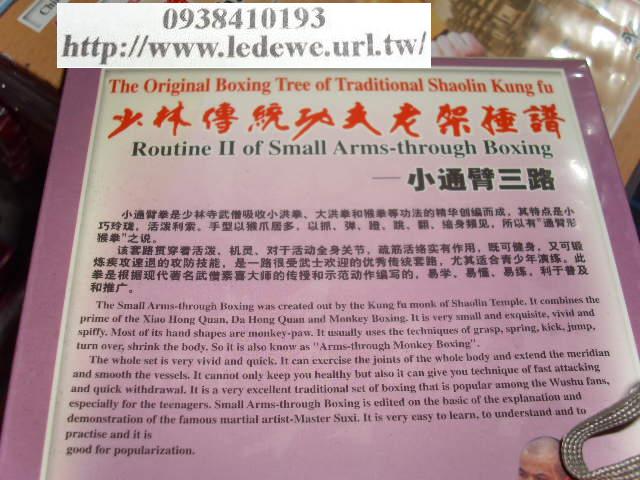 0938410193
http://www.ledewe.url.tw/
The Original Boxing Tree of Traditional Shaolin Kung fu
少林傳統功夫老架拳譜
Routine II of Small Arms-through Boxing
—小通臂三路
小通臂拳是少林寺武僧吸收小洪拳、大洪拳和猴拳等功法的精华创编而成，其特点是小
巧玲珑，活泼利索。手型以猴爪居多，以抓、弹、蹬、跳、翻、缩身频见，所以有"通臂形
猴拳"之说。
该套路贯穿着活泼、机灵、对于活动全身关节，疏筋活络实有作用，既可健身，又可锻
炼疾攻速退的攻防技能，是一路很受武士欢迎的优秀传统套路，尤其适合青少年演练。此
拳是根据现代著名武僧素喜大师的传授和示范动作编写的，易学、易懂、易练，利于普及
和推广。
The Small Arms-through Boxing was created out by the Kung fu monk of Shaolin Temple. It combines the
prime of the Xiao Hong Quan, Da Hong Quan and Monkey Boxing. It is very small and exquisite, vivid and
spiffy. Most of its hand shapes are monkey-paw. It usually uses the techniques of grasp, spring, kick, jump,
turn over, shrink the body. So it is also know as "Arms-through Monkey Boxing".
The whole set is very vivid and quick. It can exercise the joints of the whole body and extend the meridian
and smooth the vessels. It cannot only keep you healthy but also it can give you technique of fast attacking
and quick withdrawal. It is a very excellent traditional set of boxing that is popular among the Wushu fans,
especially for the teenagers. Small Arms-through Boxing is edited on the basic of the explanation and
demonstration of the famous martial artist-Master Suxi. It is very easy to learn, to understand and to
practise and it is
good for popularization.